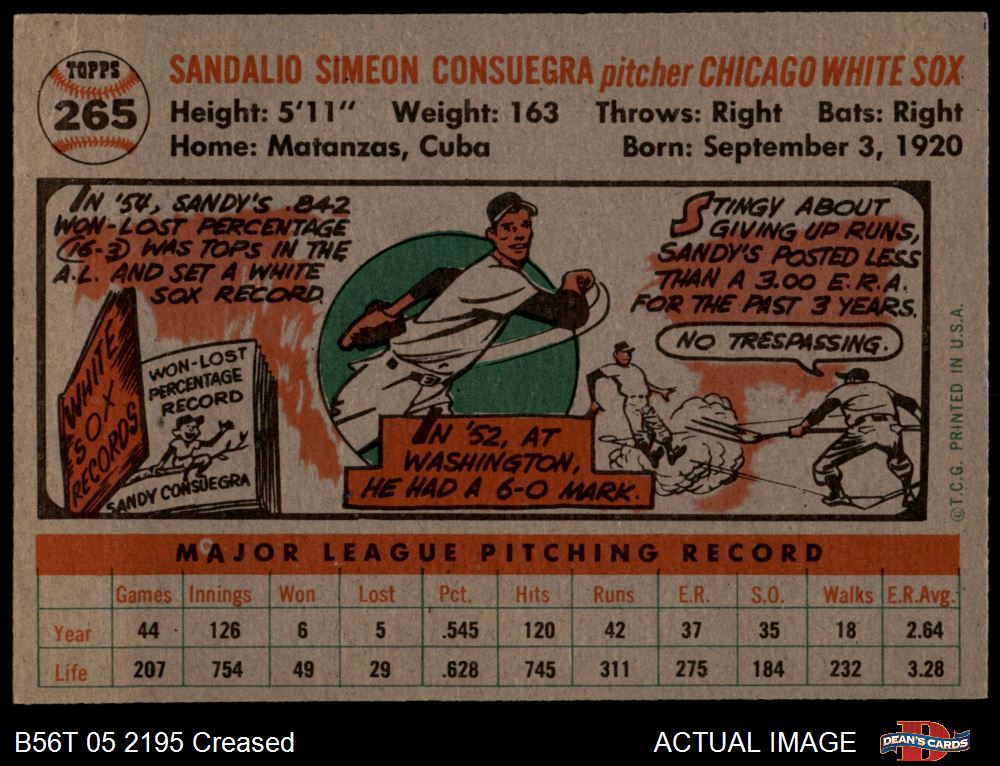 TOPPS
265
SANDALIO SIMEON CONSUEGRA pitcher CHICAGO WHITE SOX
Height: 5'11" Weight: 163 Throws: Right Bats: Right
Home: Matanzas, Cuba Born: September 3, 1920
IN '54, SANDY'S .842
WON-LOST PERCENTAGE
(16-3) WAS TOPS IN THE
A.L. AND SET A WHITE
SOX RECORD.
WHITE
SOX
RECORDS
WON-LOST
PERCENTAGE
RECORD
SANDY CONSUEGRA
IN '52, AT
WASHINGTON,
HE HAD A 6-0 MARK.
STINGY ABOUT
GIVING UP RUNS,
SANDY'S POSTED LESS
THAN A 3.00 E.R.A.
FOR THE PAST 3 YEARS.
NO TRESPASSING.
©T.C.G. PRINTED IN U.S.A.
MAJOR LEAGUE PITCHING RECORD
Games Innings Won Lost Pct. Hits Runs E.R. S.O. Walks E.R.Avg.
Year 44 126 6 5 .545 120 42 37 35 18 2.64
Life 207 754 49 29 .628 745 311 275 184 232 3.28
B56T 05 2195 Creased ACTUAL IMAGE
DEAN'S CARDS